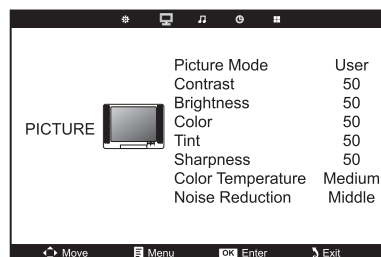 Picture Mode User
Contrast 50
Brightness 50
Color 50
PICTURE
Tint 50
Sharpness 50
Color Temperature Medium
Noise Reduction Middle
Move Menu OK Enter Exit